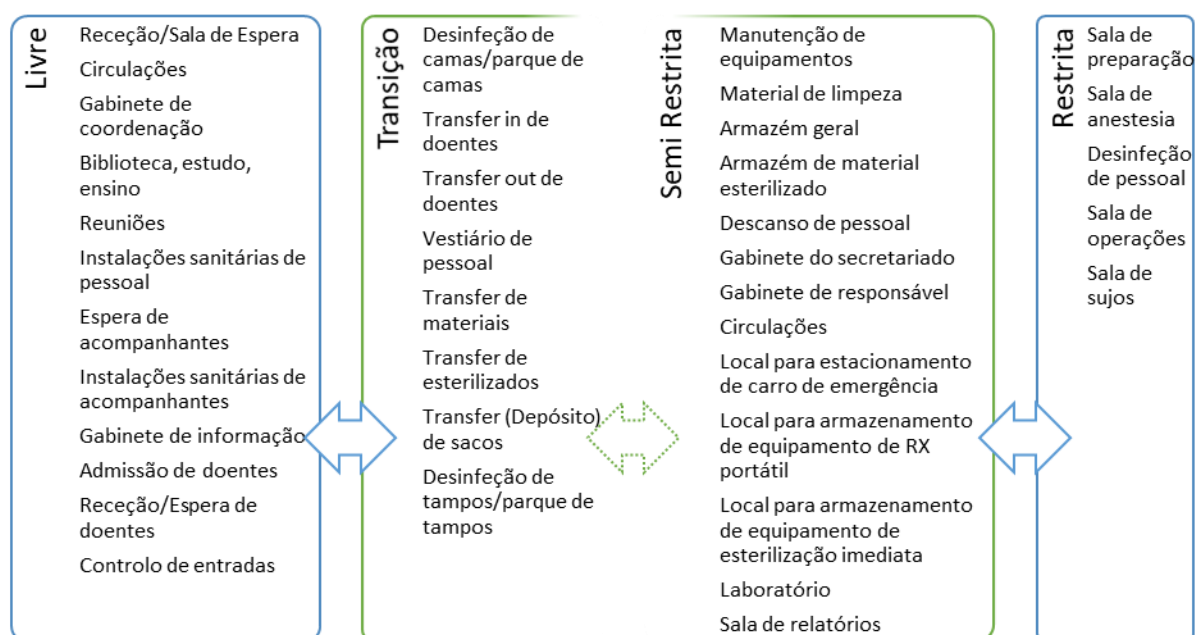 Livre
Receção/Sala de Espera
Circulações
Gabinete de
coordenação
Biblioteca, estudo,
ensino
Reuniões
Instalações sanitárias de
pessoal
Espera de
acompanhantes
Instalações sanitárias de
acompanhantes
Gabinete de informação
Admissão de doentes
Receção/Espera de
doentes
Controlo de entradas
Transição
Desinfeção de
camas/parque de
camas
Transfer in de
doentes
Transfer out de
doentes
Vestiário de
pessoal
Transfer de
materiais
Transfer de
esterilizados
Transfer (Depósito)
de sacos
Desinfeção de
tampos/parque de
tampos
Semi Restrita
Manutenção de
equipamentos
Material de limpeza
Armazém geral
Armazém de material
esterilizado
Descanso de pessoal
Gabinete do secretariado
Gabinete de responsável
Circulações
Local para estacionamento
de carro de emergência
Local para armazenamento
de equipamento de RX
portátil
Local para armazenamento
de equipamento de
esterilização imediata
Laboratório
Sala de relatórios
Restrita
Sala de
preparação
Sala de
anestesia
Desinfeção
de pessoal
Sala de
operações
Sala de
sujos